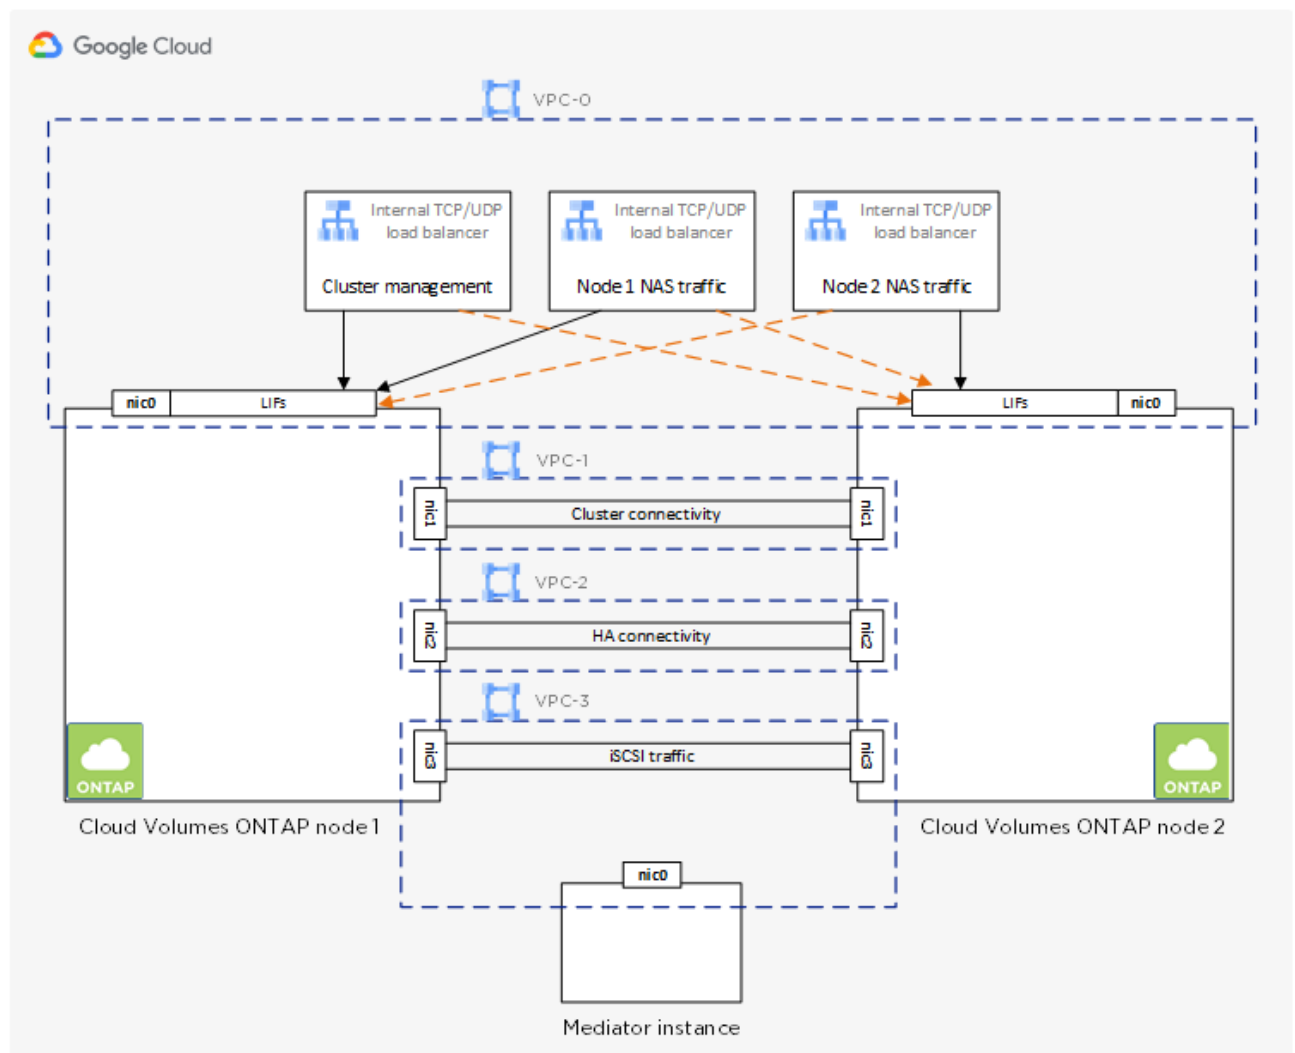 Google Cloud
VPC-0
Internal TCP/UDP
load balancer
Cluster management
Internal TCP/UDP
load balancer
Node 1 NAS traffic
Internal TCP/UDP
load balancer
Node 2 NAS traffic
nic0
LIFs
LIFs
nic0
VPC-1
nic1
Cluster connectivity
nic1
VPC-2
nic2
HA connectivity
nic2
VPC-3
nic3
iSCSI traffic
nic3
ONTAP
ONTAP
Cloud Volumes ONTAP node 1
Cloud Volumes ONTAP node 2
nic0
Mediator instance